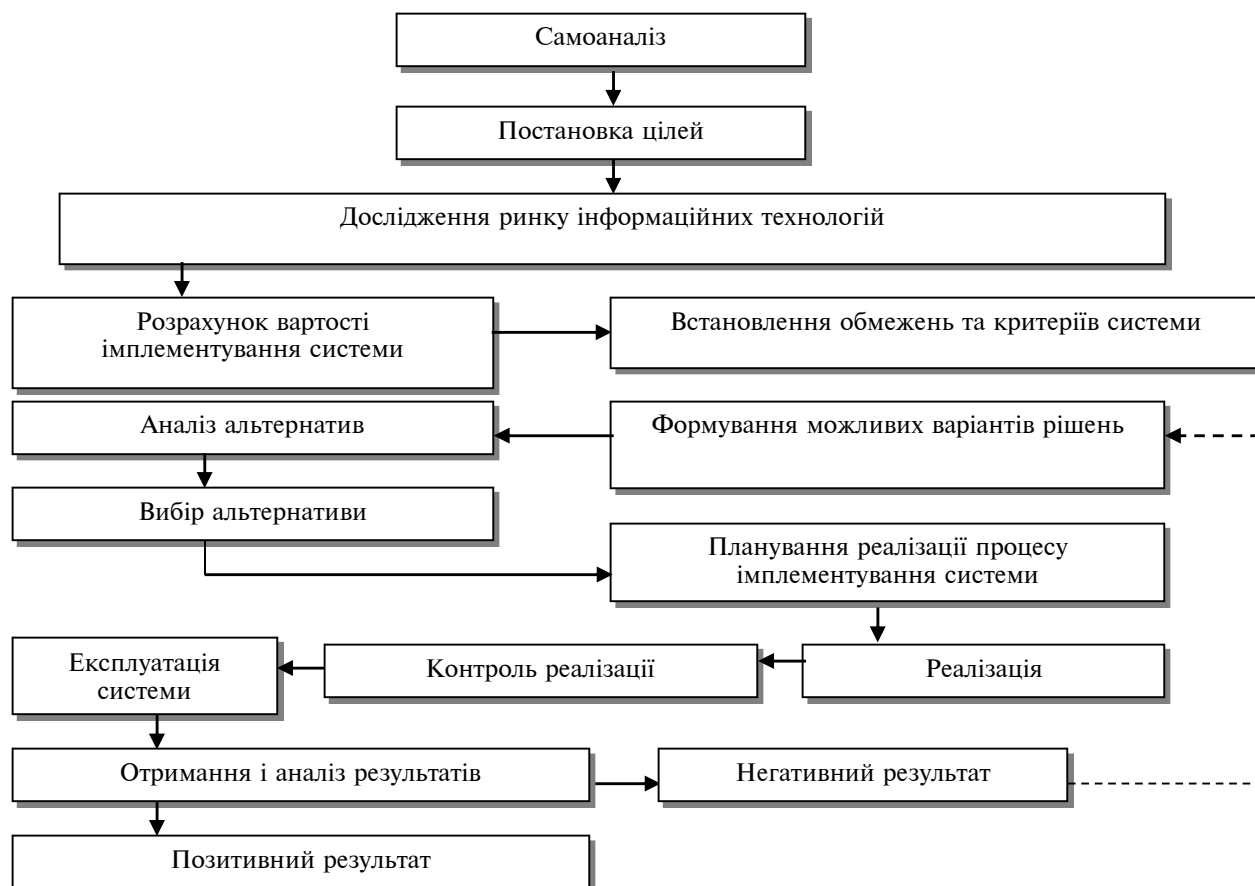 Самоаналіз
Постановка цілей
Дослідження ринку інформаційних технологій
Розрахунок вартості
імплементування системи
Встановлення обмежень та критеріїв системи
Аналіз альтернатив
Формування можливих варіантів рішень
Вибір альтернативи
Планування реалізації процесу
імплементування системи
Експлуатація
системи
Контроль реалізації
Реалізація
Отримання і аналіз результатів
Негативний результат
Позитивний результат